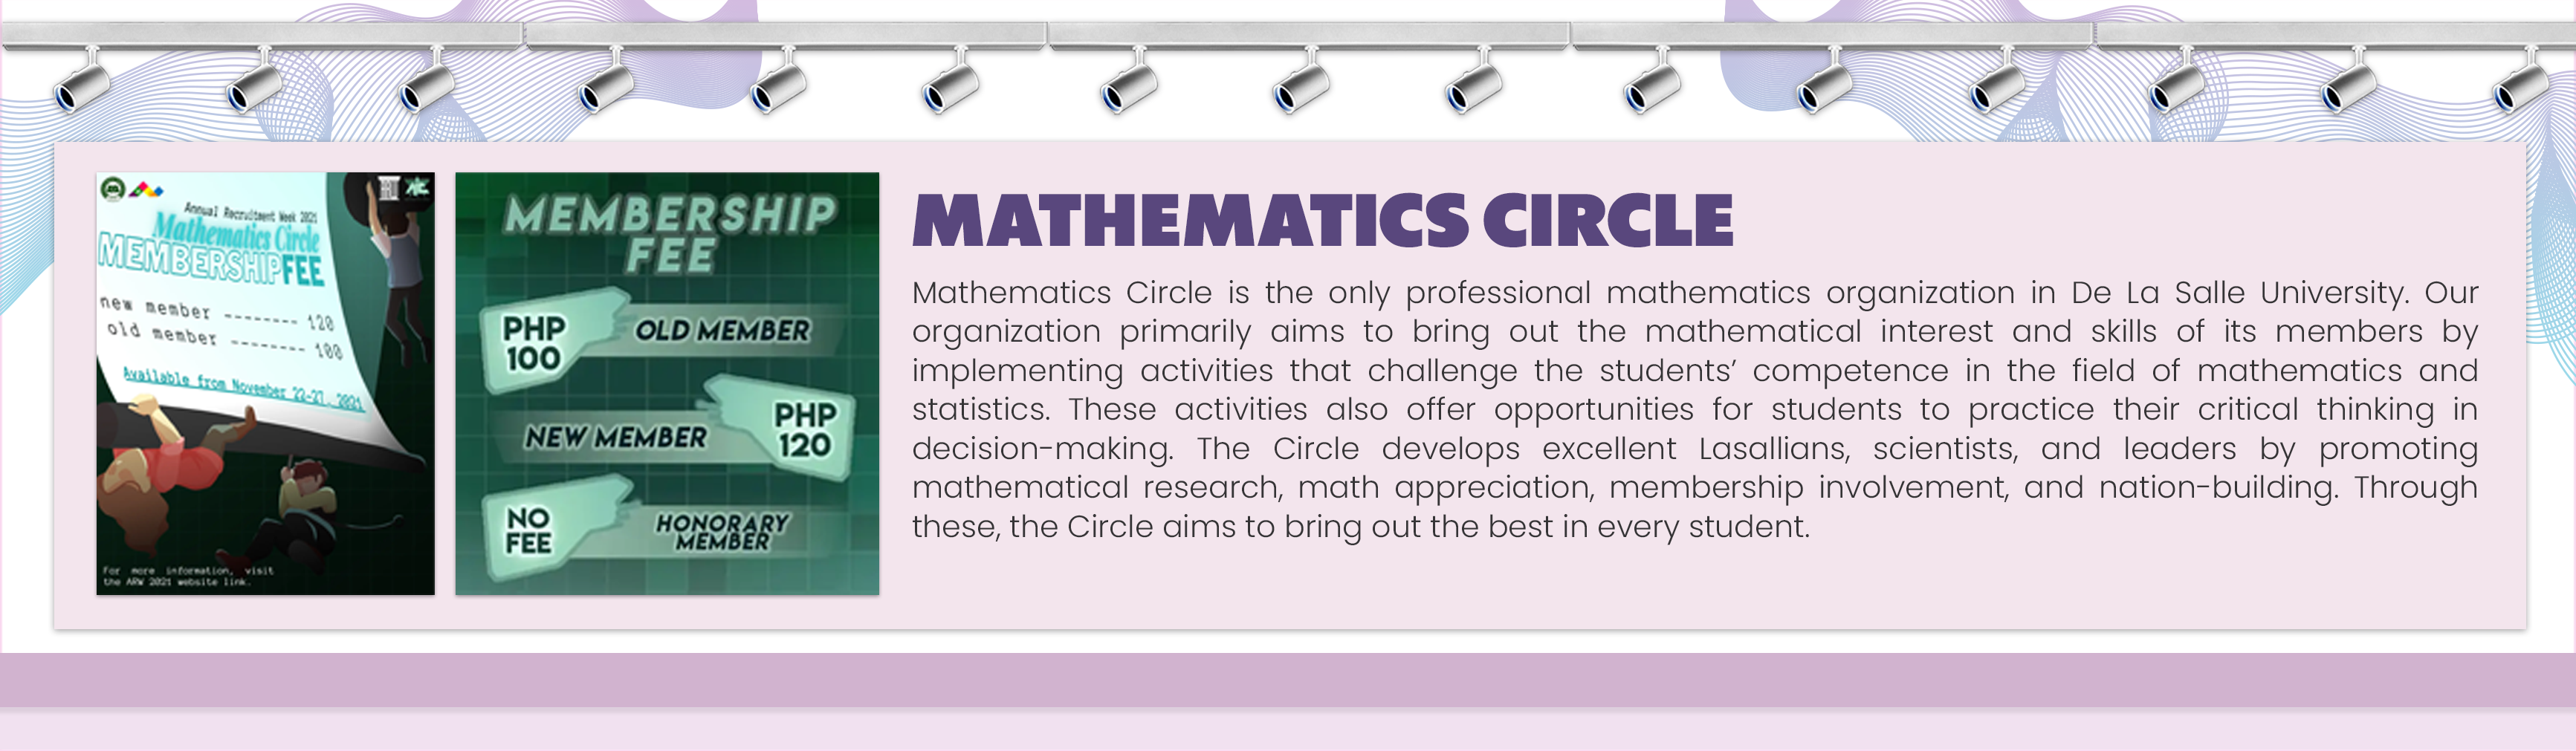 Annual Recruitment Week 2021
Mathematics Circle
MEMBERSHIPFEE
new member -------- 120
old member -------- 100
Available from November 22-27, 2021
For more information, visit
the ARW 2021 website link.
MEMBERSHIP
FEE
PHP
100
OLD MEMBER
NEW MEMBER
PHP
120
NO
FEE
HONORARY
MEMBER
MATHEMATICS CIRCLE
Mathematics Circle is the only professional mathematics organization in De La Salle University. Our
organization primarily aims to bring out the mathematical interest and skills of its members by
implementing activities that challenge the students’ competence in the field of mathematics and
statistics. These activities also offer opportunities for students to practice their critical thinking in
decision-making. The Circle develops excellent Lasallians, scientists, and leaders by promoting
mathematical research, math appreciation, membership involvement, and nation-building. Through
these, the Circle aims to bring out the best in every student.